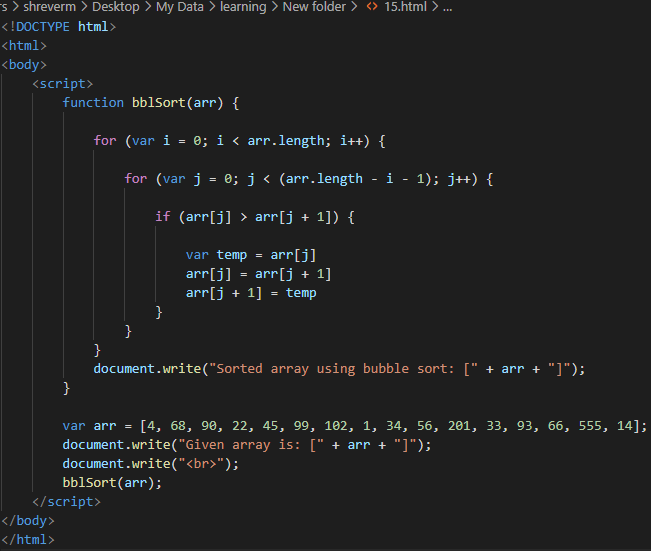 rs > shreverm > Desktop > My Data > learning > New folder > <> 15.html > ...
<!DOCTYPE html>
<html>
<body>
    <script>
        function bblSort(arr) {
            for (var i = 0; i < arr.length; i++) {
                for (var j = 0; j < (arr.length - i - 1); j++) {
                    if (arr[j] > arr[j + 1]) {
                        var temp = arr[j]
                        arr[j] = arr[j + 1]
                        arr[j + 1] = temp
                    }
                }
            }
            document.write("Sorted array using bubble sort: [" + arr + "]");
        }
        var arr = [4, 68, 90, 22, 45, 99, 102, 1, 34, 56, 201, 33, 93, 66, 555, 14];
        document.write("Given array is: [" + arr + "]");
        document.write("<br>");
        bblSort(arr);
    </script>
</body>
</html>